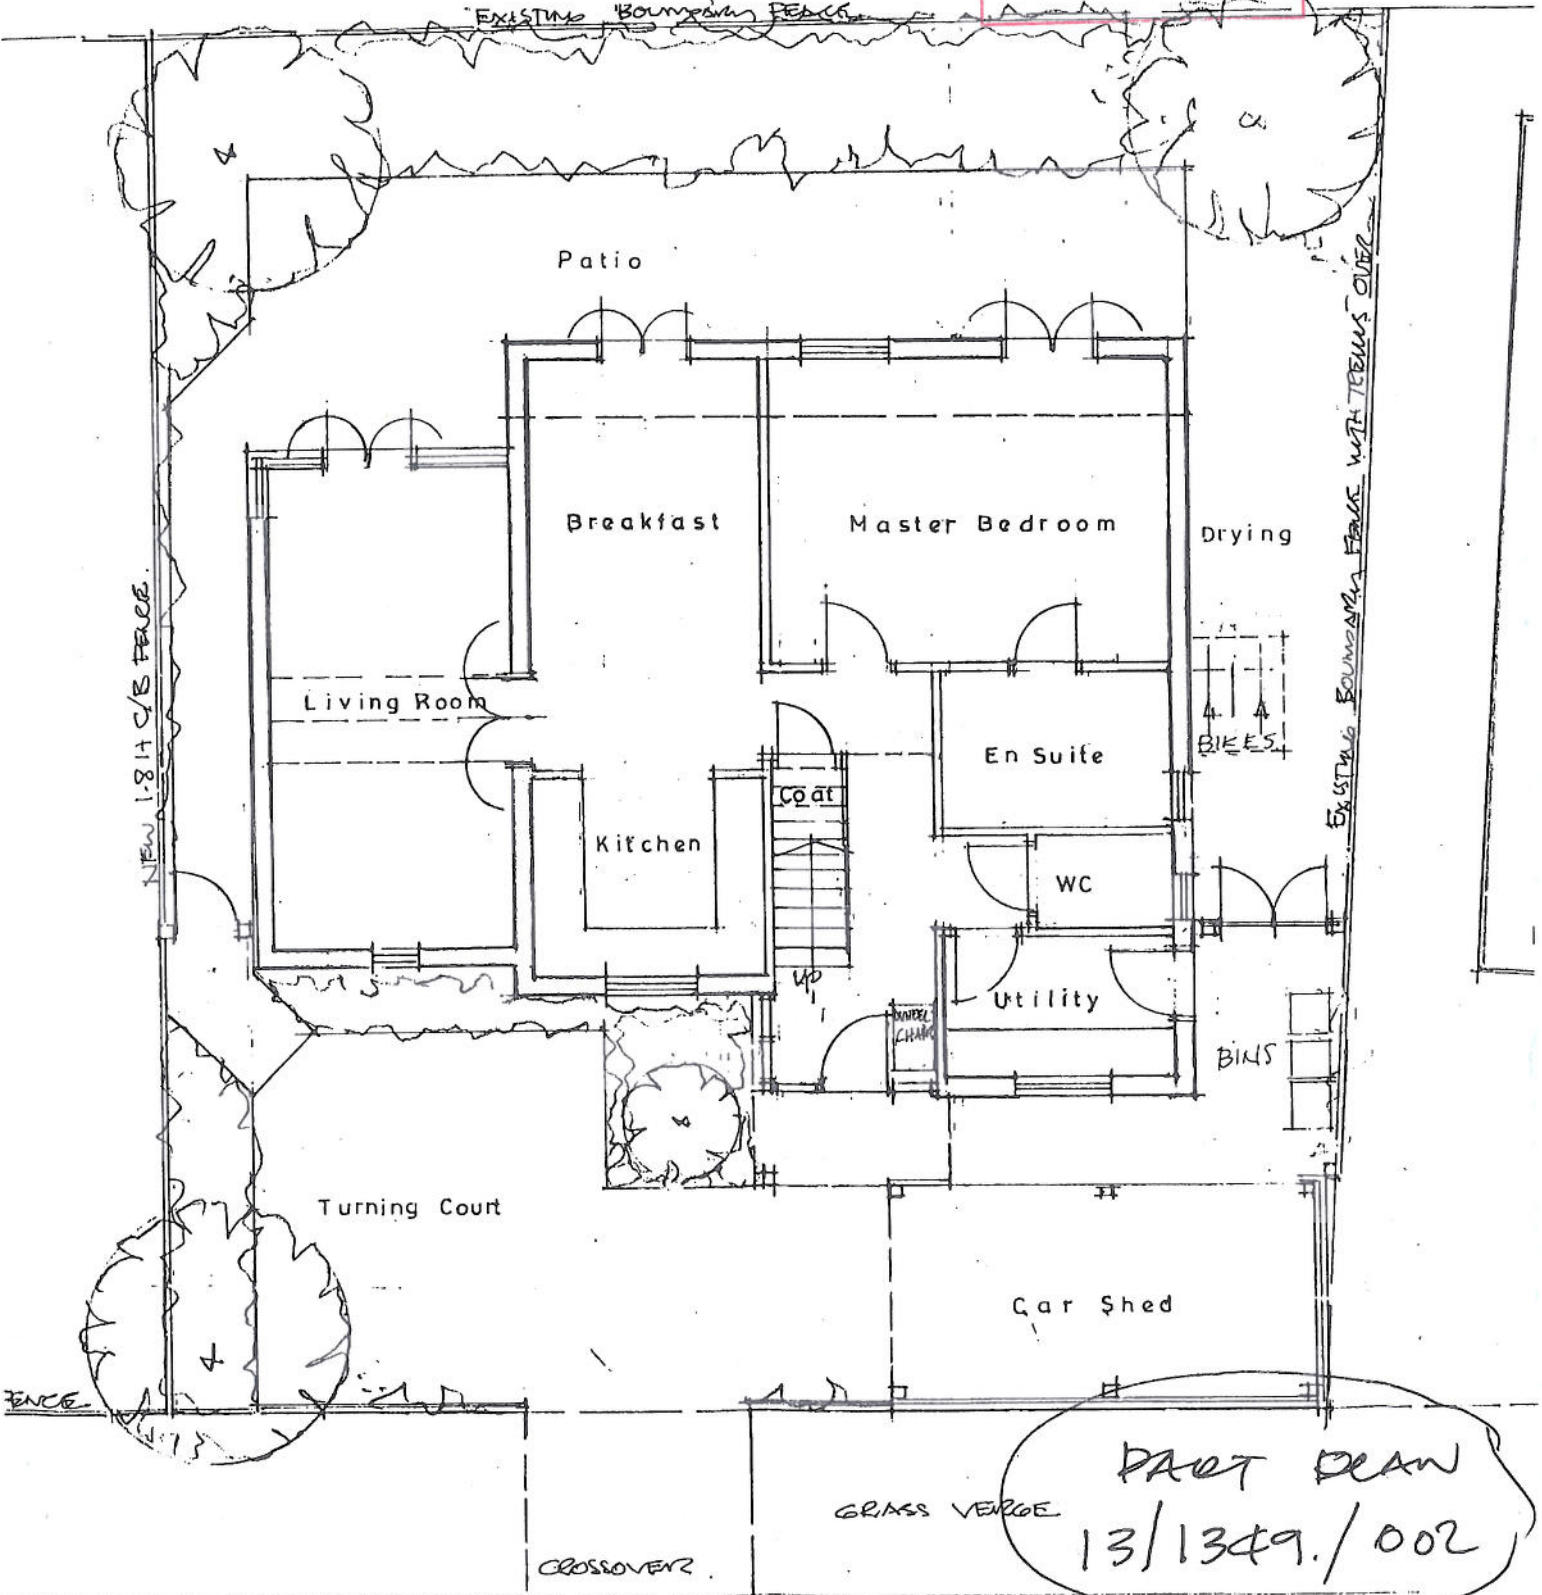 EXISTING BOUNDARY FENCE
Patio
Breakfast
Master Bedroom
Drying
NEW 1.8H C/B FENCE.
EXISTING BOUNDARY FENCE WITH TRELLIS OVER
Living Room
BIKES
En Suite
Coat
Kitchen
WC
UP
Utility
BINS
Turning Court
Car Shed
FENCE
PART PLAN
GRASS VERGE
13/1349./002
CROSSOVER.